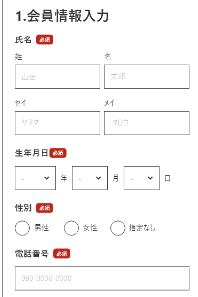 1.会員情報入力
氏名 必須
姓 名
山田 太郎
セイ メイ
ヤマダ タロウ
生年月日 必須
- 年 - 月 - 日
性別 必須
男性 女性 指定なし
電話番号 必須
090-0000-0000